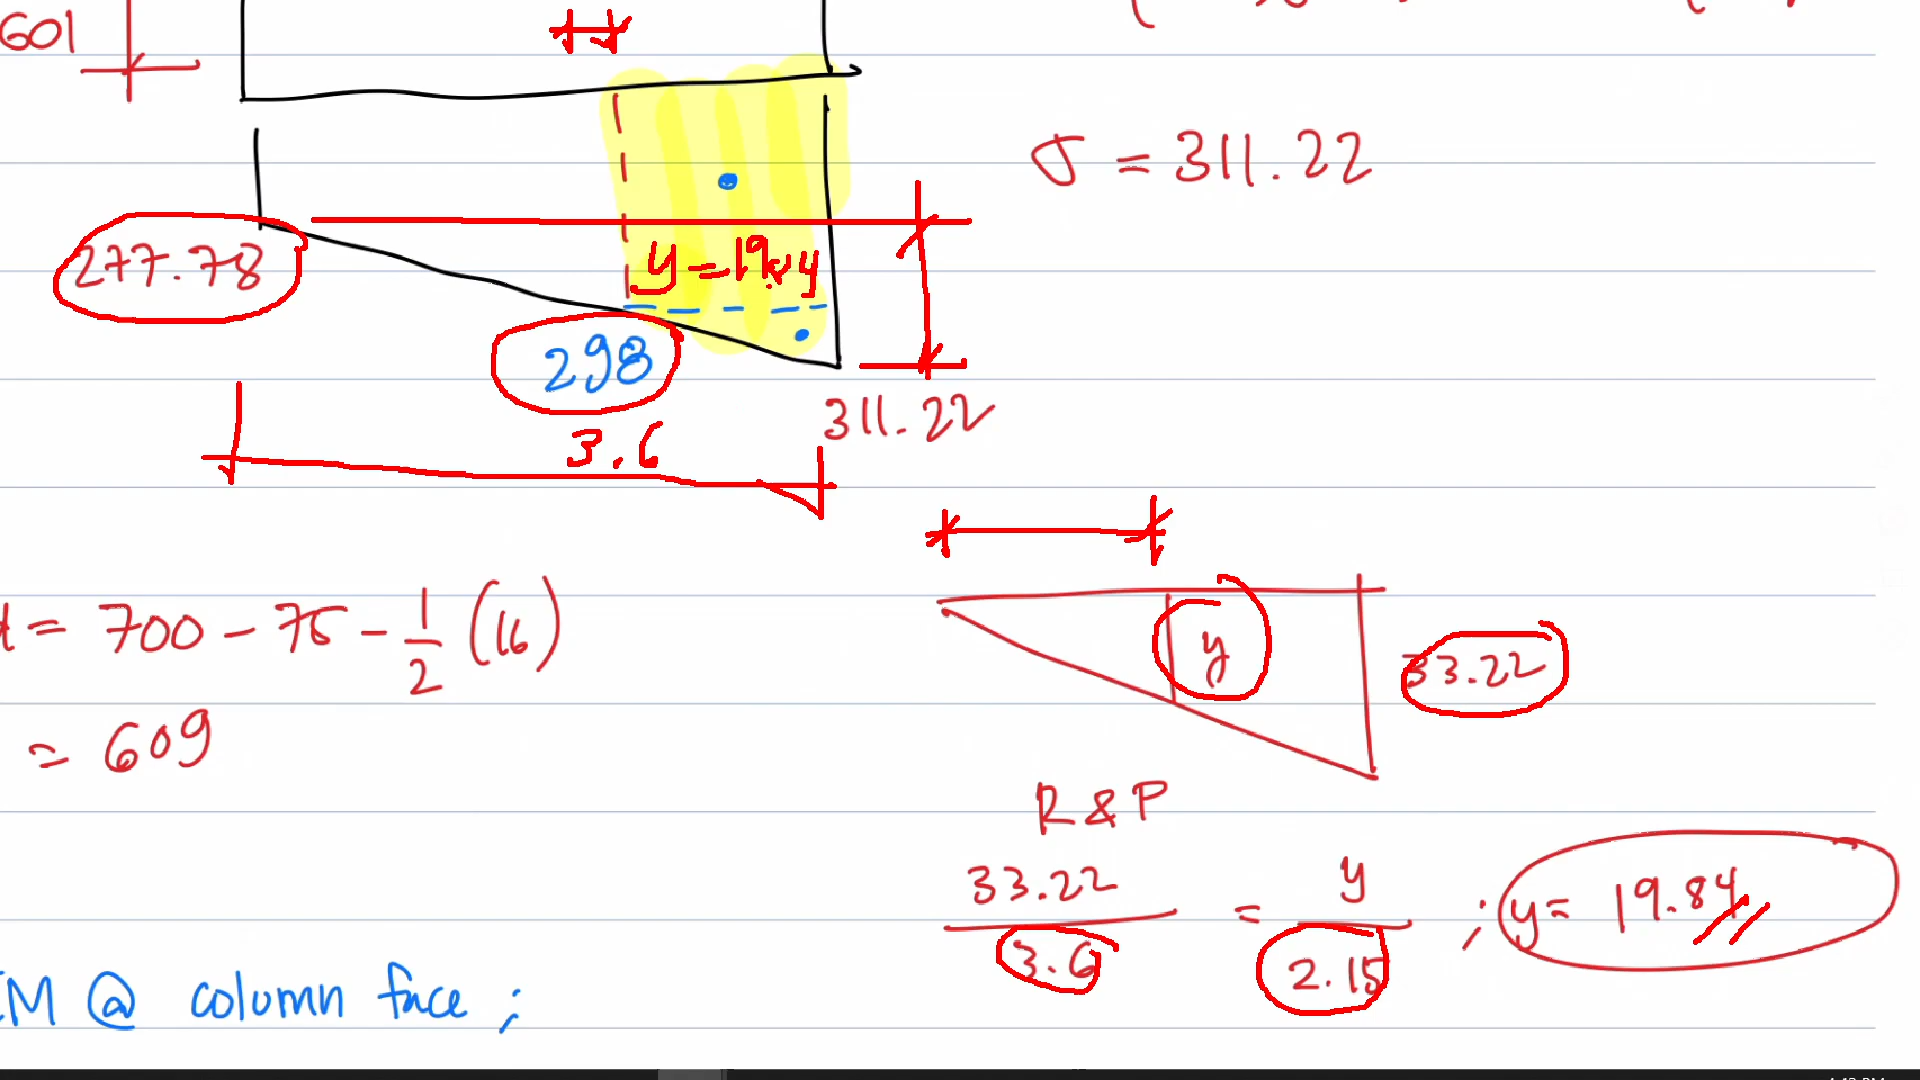 601
σ = 311.22
277.78
y = 19.84
298
311.22
3.6
d = 700 - 75 - 1/2 (16)
= 609
y
33.22
R & P
33.22 / 3.6 = y / 2.15 ; y = 19.84
M @ column face ;